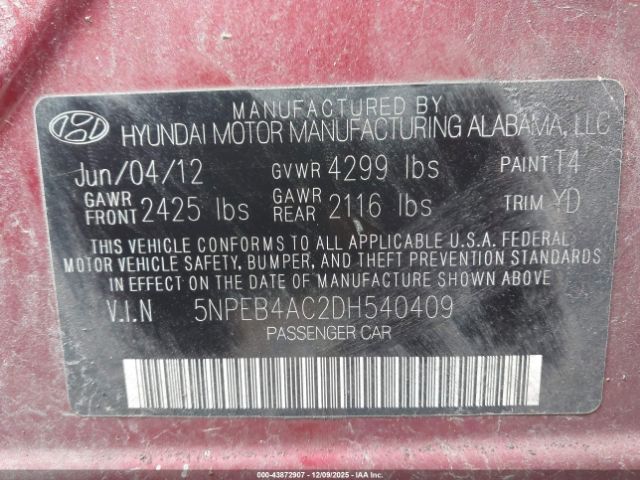 MANUFACTURED BY
HYUNDAI MOTOR MANUFACTURING ALABAMA, LLC
Jun/04/12 GVWR 4299 lbs PAINT T4
GAWR FRONT 2425 lbs GAWR REAR 2116 lbs TRIM YD
THIS VEHICLE CONFORMS TO ALL APPLICABLE U.S.A. FEDERAL
MOTOR VEHICLE SAFETY, BUMPER, AND THEFT PREVENTION
STANDARDS IN EFFECT ON THE DATE OF MANUFACTURE SHOWN ABOVE
V.I.N 5NPEB4AC2DH540409
PASSENGER CAR
000-43872907 - 12/09/2025 - COPYRIGHT IAA, LLC.